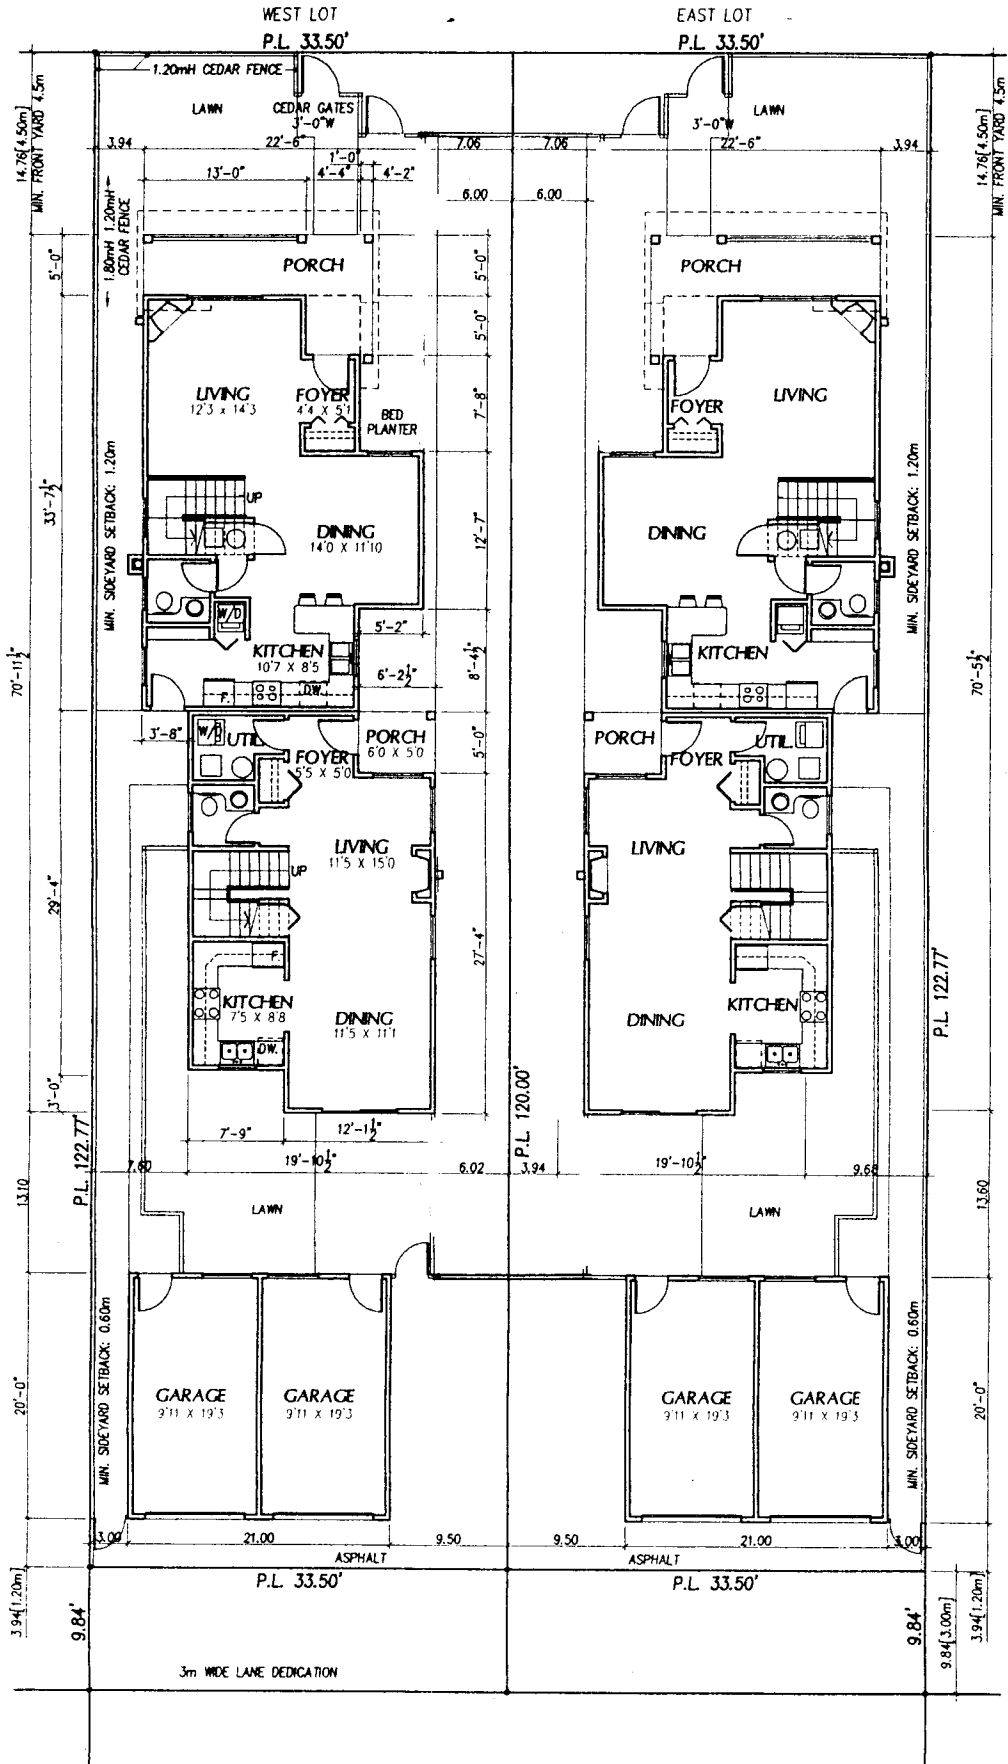 WEST LOT
EAST LOT
P.L. 33.50'
P.L. 33.50'
1.20mH CEDAR FENCE
LAWN
CEDAR GATES
3'-0"W
3'-0"W
LAWN
14.76[4.50m]
MIN. FRONT YARD 4.5m
14.76[4.50m]
MIN. FRONT YARD 4.5m
3.94
22'-6"
7.06
7.06
22'-6"
3.94
1'-0"
13'-0"
4'-4"
4'-2"
6.00
6.00
1.80mH 1.20mH
CEDAR FENCE
5'-0"
PORCH
5'-0"
PORCH
5'-0"
LIVING
12'3 x 14'3
FOYER
4'4 X 5'1
BED
PLANTER
7'-8"
FOYER
LIVING
MIN. SIDEYARD SETBACK: 1.20m
MIN. SIDEYARD SETBACK: 1.20m
33'-7½"
UP
DINING
14'0 X 11'10
12'-7"
DINING
W/D
5'-2"
KITCHEN
10'7 X 8'5
6'-2½"
8'-4½"
KITCHEN
F.
DW.
70'-11½"
70'-5½"
3'-8"
W/D
UTIL.
FOYER
5'5 X 5'0
PORCH
6'0 X 5'0
5'-0"
PORCH
FOYER
UTIL.
LIVING
11'5 X 15'0
LIVING
UP
29'-4"
27'-4"
F.
KITCHEN
7'5 X 8'8
DINING
11'5 X 11'1
DW.
DINING
KITCHEN
P.L. 122.77'
3'-0"
P.L. 120.00'
P.L. 122.77'
7'-9"
12'-1½"
7.60
19'-10½"
6.02
3.94
19'-10½"
9.68
13.10
LAWN
LAWN
13.60
MIN. SIDEYARD SETBACK: 0.60m
MIN. SIDEYARD SETBACK: 0.60m
20'-0"
GARAGE
9'11 X 19'3
GARAGE
9'11 X 19'3
GARAGE
9'11 X 19'3
GARAGE
9'11 X 19'3
20'-0"
3.00
21.00
9.50
9.50
21.00
3.00
ASPHALT
ASPHALT
P.L. 33.50'
P.L. 33.50'
3.94[1.20m]
9.84'
9.84'
9.84[3.00m]
3.94[1.20m]
3m WIDE LANE DEDICATION